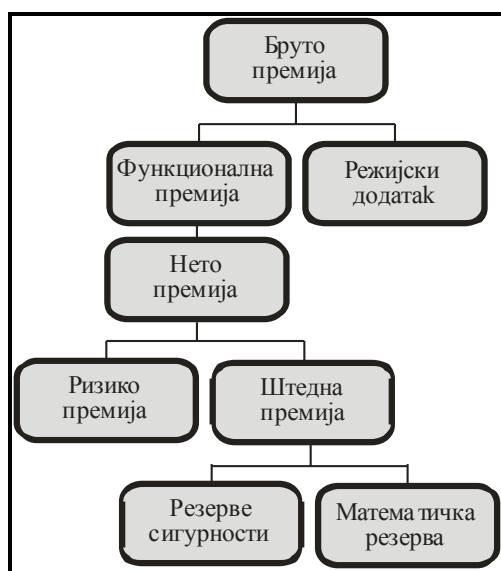 Бруто
премија
Функционална
премија
Режијски
додатак
Нето
премија
Ризико
премија
Штедна
премија
Резерве
сигурности
Математичка
резерва